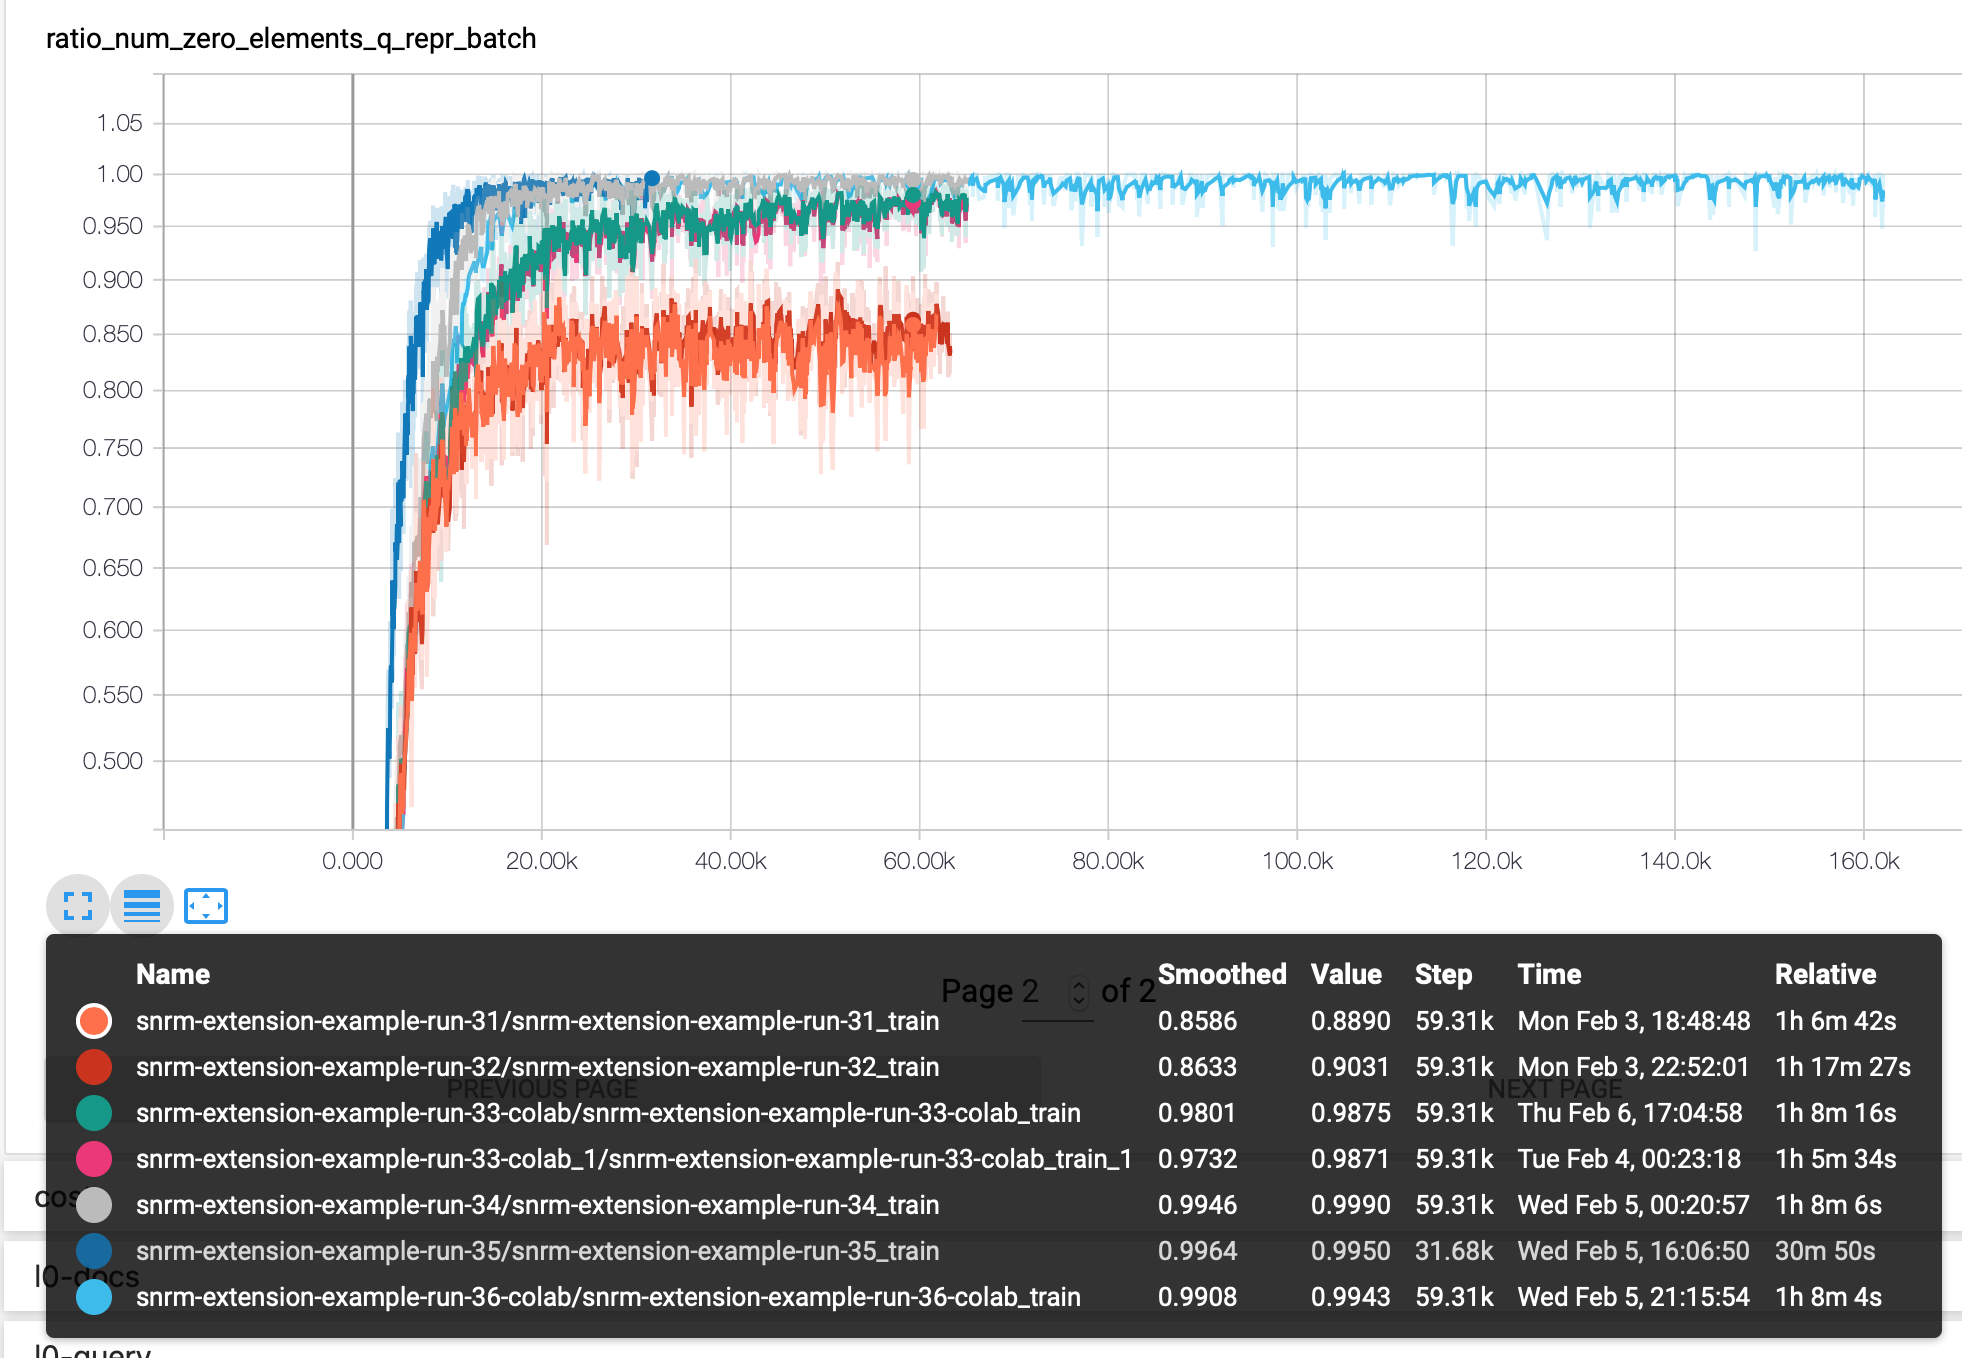 ratio_num_zero_elements_q_repr_batch
1.05
1.00
0.950
0.900
0.850
0.800
0.750
0.700
0.650
0.600
0.550
0.500
0.000 20.00k 40.00k 60.00k 80.00k 100.0k 120.0k 140.0k 160.0k
Name Smoothed Value Step Time Relative
Page 2 of 2
snrm-extension-example-run-31/snrm-extension-example-run-31_train 0.8586 0.8890 59.31k Mon Feb 3, 18:48:48 1h 6m 42s
snrm-extension-example-run-32/snrm-extension-example-run-32_train 0.8633 0.9031 59.31k Mon Feb 3, 22:52:01 1h 17m 27s
PREVIOUS PAGE NEXT PAGE
snrm-extension-example-run-33-colab/snrm-extension-example-run-33-colab_train 0.9801 0.9875 59.31k Thu Feb 6, 17:04:58 1h 8m 16s
snrm-extension-example-run-33-colab_1/snrm-extension-example-run-33-colab_train_1 0.9732 0.9871 59.31k Tue Feb 4, 00:23:18 1h 5m 34s
cos
snrm-extension-example-run-34/snrm-extension-example-run-34_train 0.9946 0.9990 59.31k Wed Feb 5, 00:20:57 1h 8m 6s
snrm-extension-example-run-35/snrm-extension-example-run-35_train 0.9964 0.9950 31.68k Wed Feb 5, 16:06:50 30m 50s
l0-docs
snrm-extension-example-run-36-colab/snrm-extension-example-run-36-colab_train 0.9908 0.9943 59.31k Wed Feb 5, 21:15:54 1h 8m 4s
l0-query